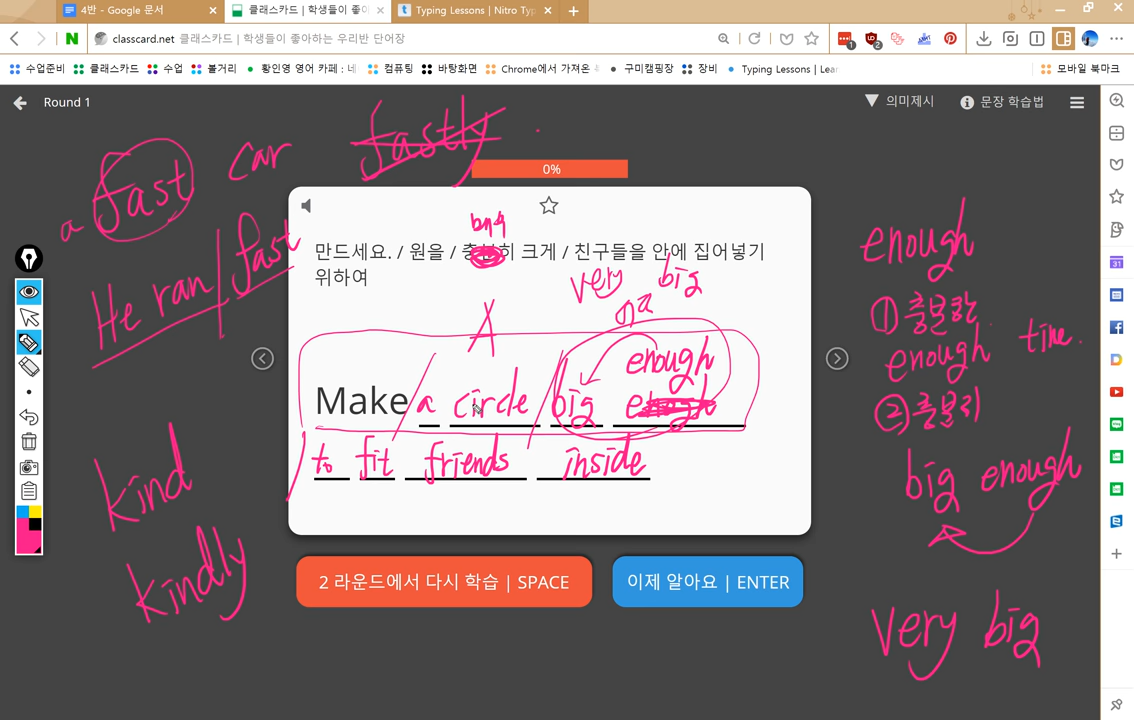 4반 - Google 문서
클래스카드 | 학생들이 좋아
Typing Lessons | Nitro Typ
classcard.net 클래스카드 | 학생들이 좋아하는 우리반 단어장
수업준비 클래스카드 수업 볼거리 황인영 영어 카페 : 네 컴퓨팅 바탕화면 Chrome에서 가져온 구미캠핑장 장비 Typing Lessons | Lear 모바일 북마크
Round 1
의미제시 문장 학습법
a fast car fastly
0%
He ran / fast
만드세요. / 원을 / 충분히 크게 / 친구들을 안에 집어넣기
위하여
very big
A
enough
Make a circle big enough
to fit friends inside
kind
kindly
enough
① 충분한
enough time.
② 충분히
big enough
very big
2 라운드에서 다시 학습 | SPACE
이제 알아요 | ENTER